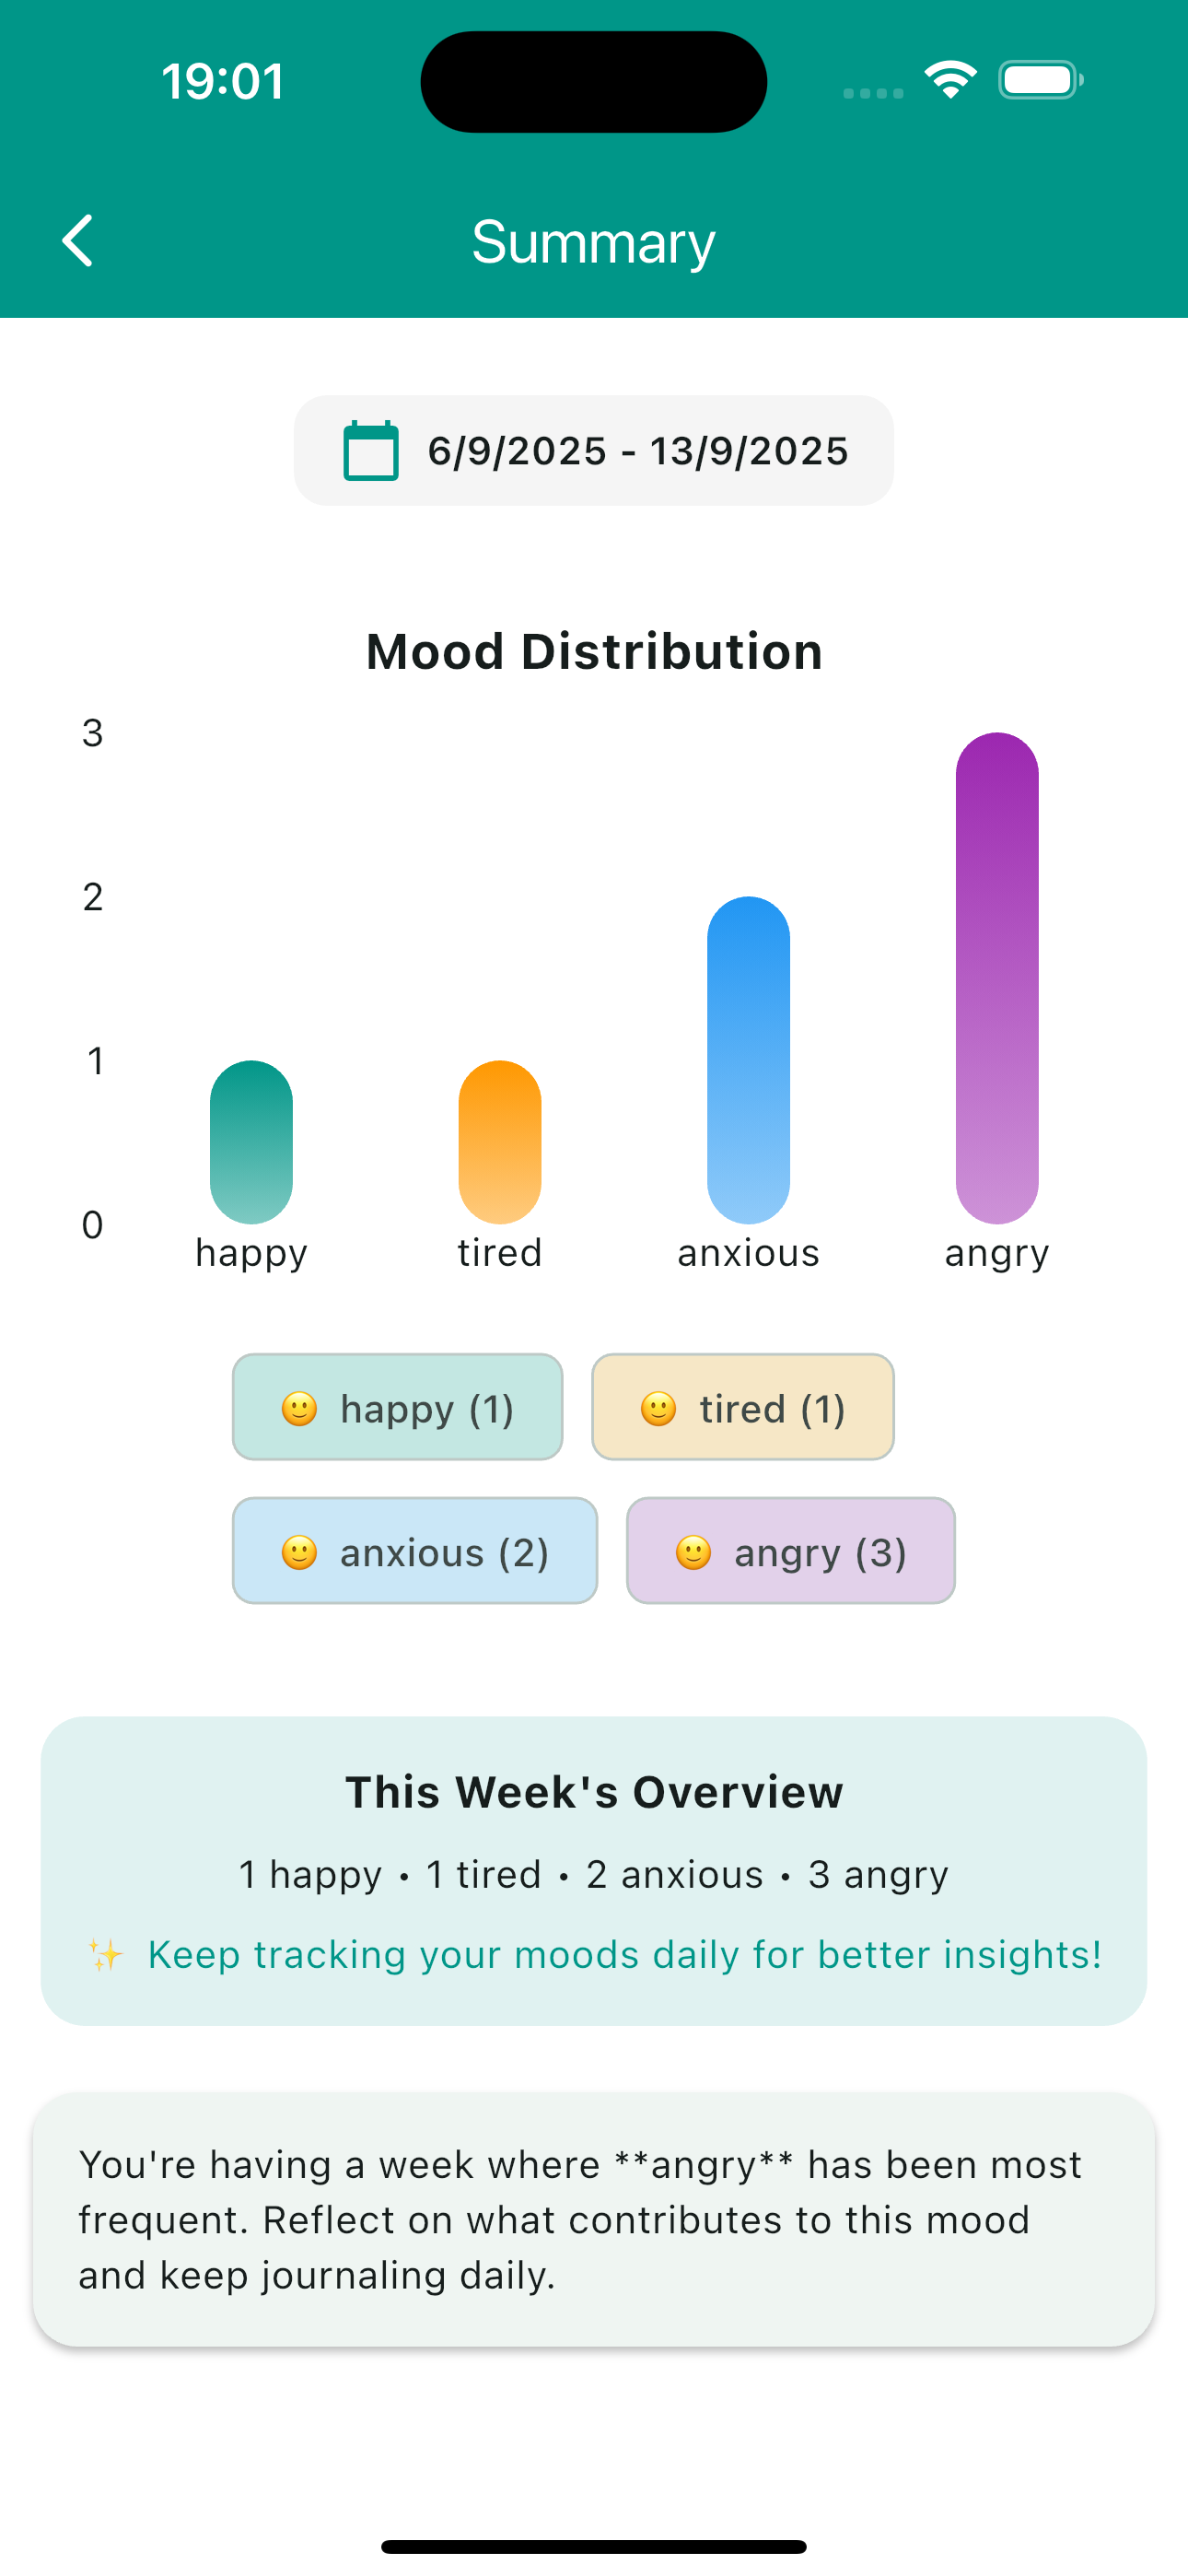 19:01
Summary
6/9/2025 - 13/9/2025
Mood Distribution
3
2
1
0
happy tired anxious angry
🙂 happy (1) 🙂 tired (1)
🙂 anxious (2) 🙂 angry (3)
This Week's Overview
1 happy • 1 tired • 2 anxious • 3 angry
✨ Keep tracking your moods daily for better insights!
You're having a week where **angry** has been most
frequent. Reflect on what contributes to this mood
and keep journaling daily.